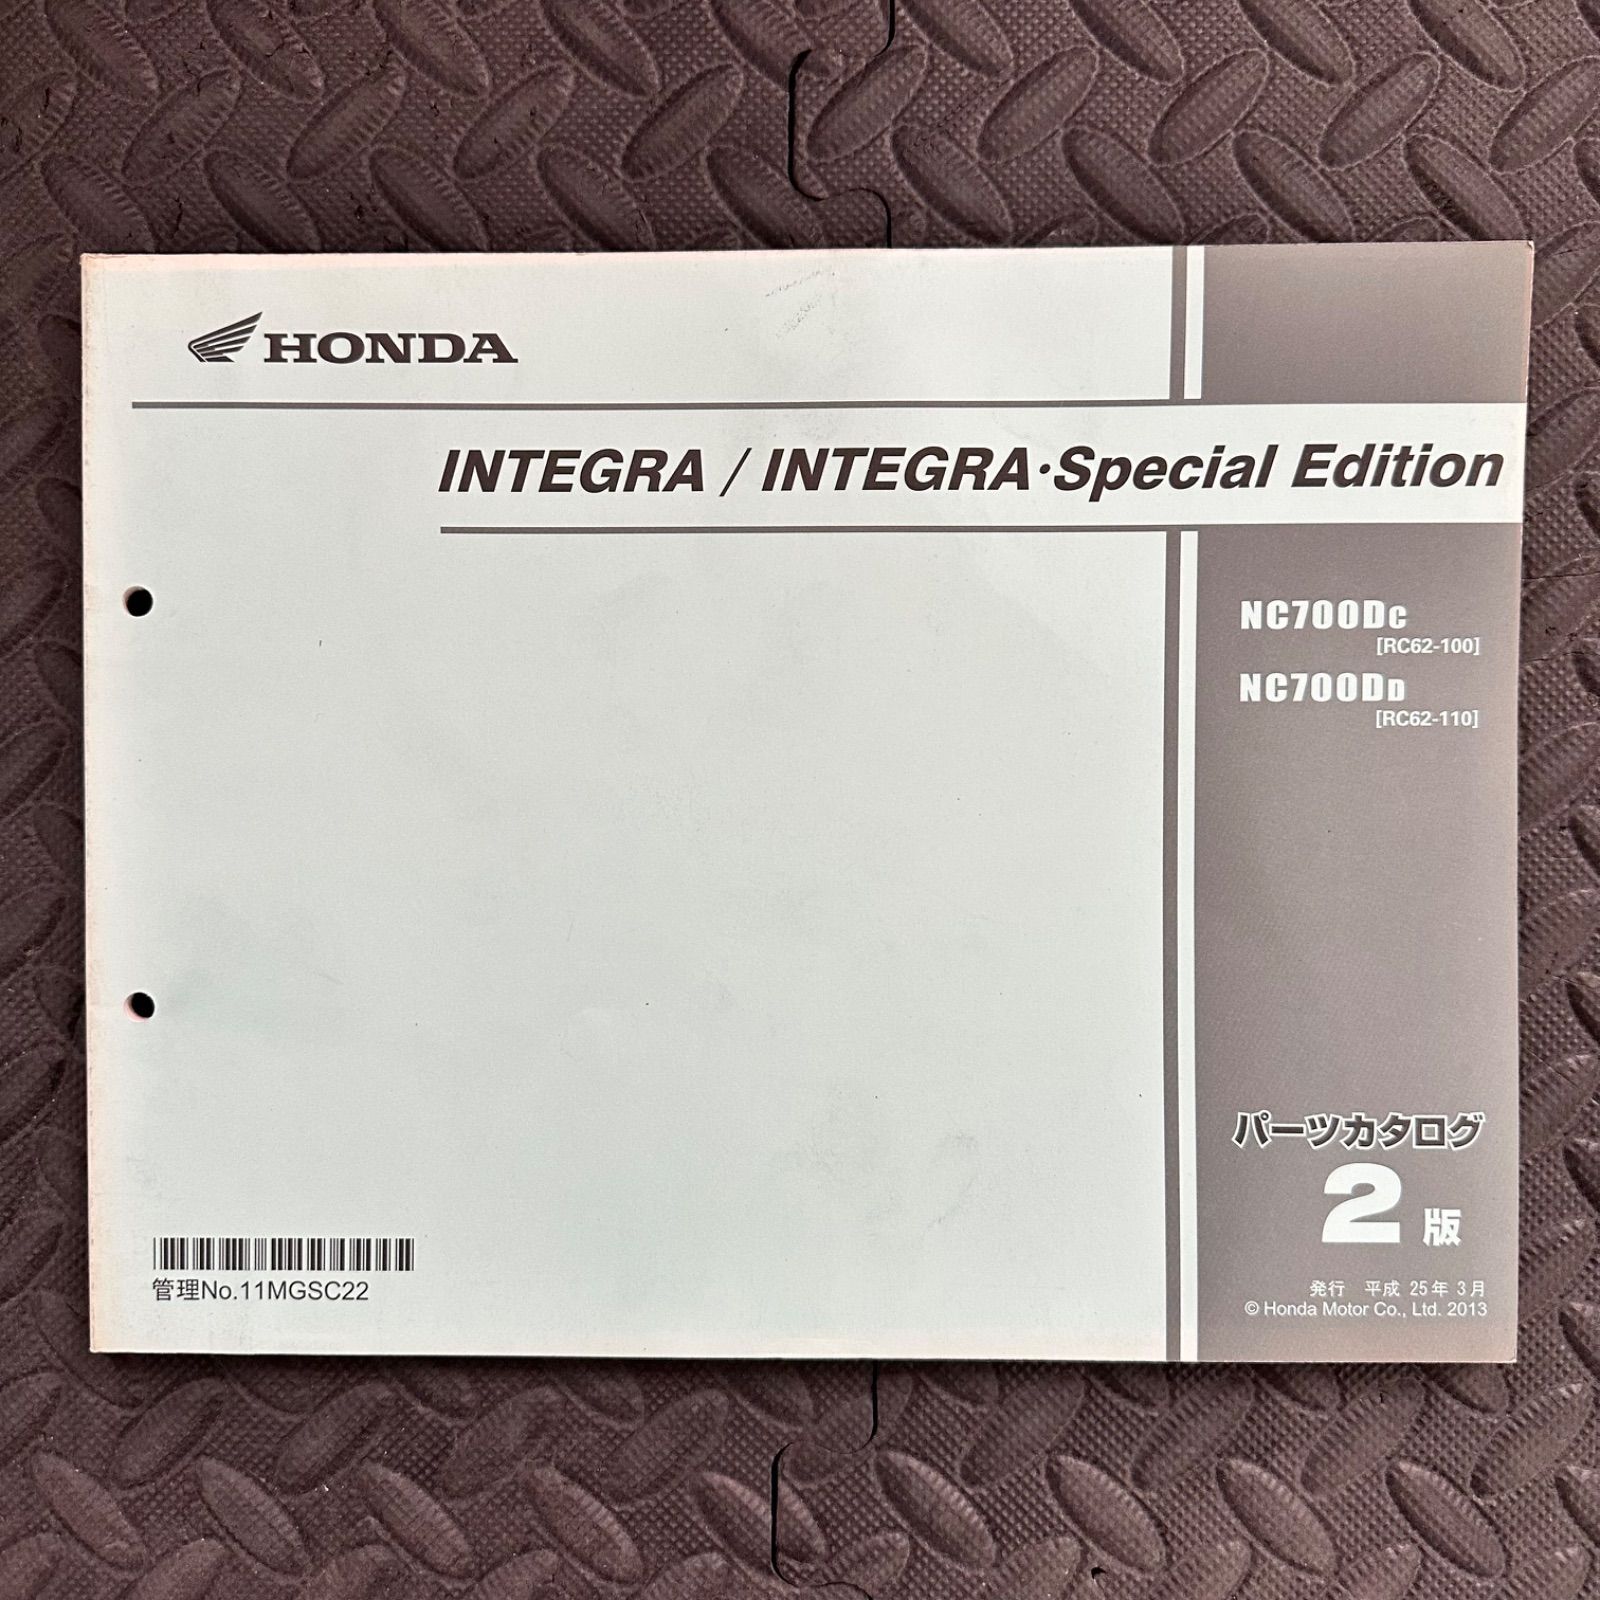 HONDA
INTEGRA / INTEGRA・Special Edition
NC700DC
[RC62-100]
NC700DD
[RC62-110]
パーツカタログ
2 版
発行 平成 25年 3月
© Honda Motor Co., Ltd. 2013
管理No.11MGSC22